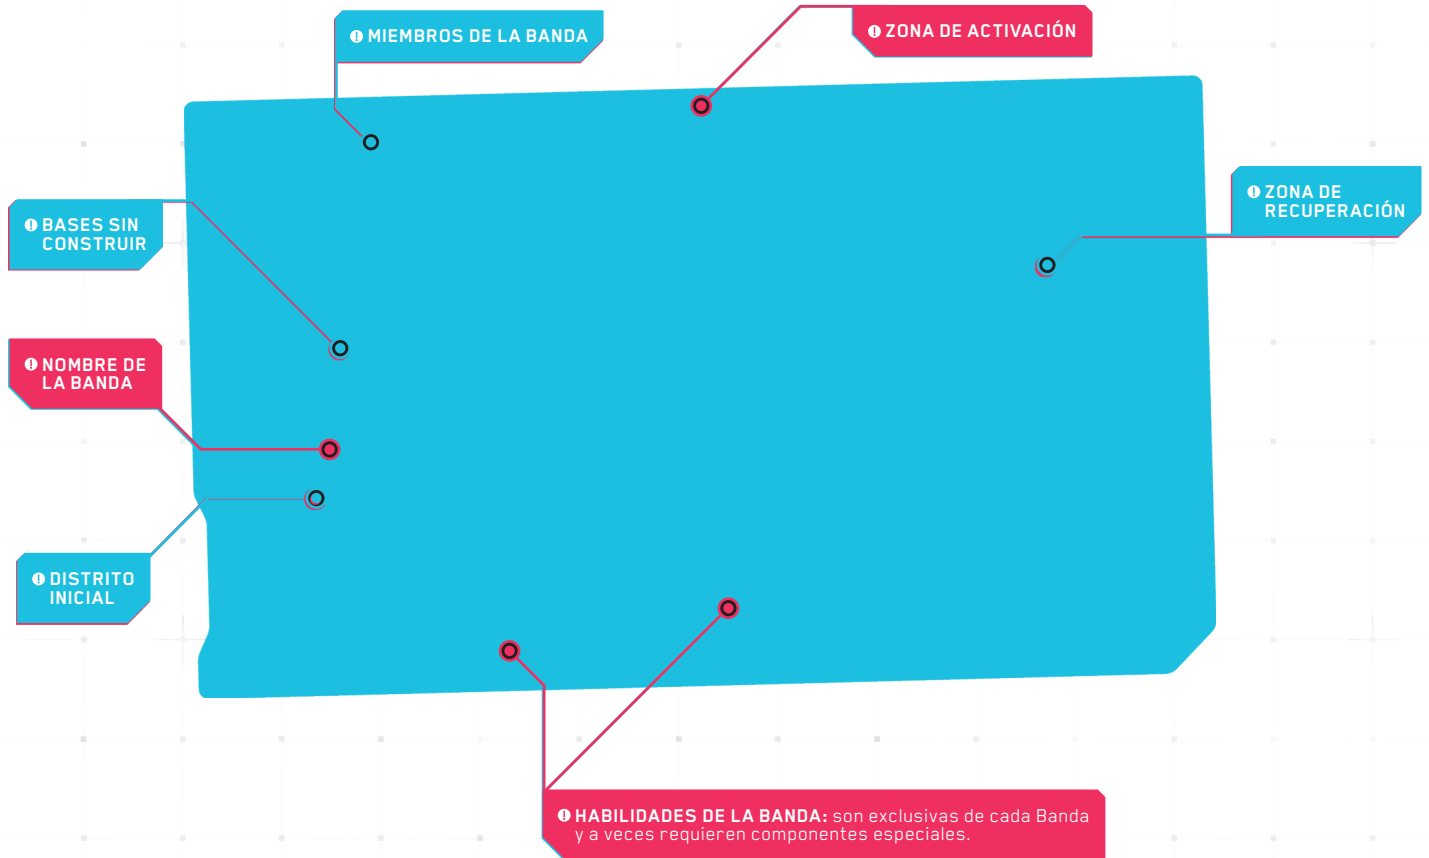 MIEMBROS DE LA BANDA
ZONA DE ACTIVACIÓN
ZONA DE
RECUPERACIÓN
BASES SIN
CONSTRUIR
NOMBRE DE
LA BANDA
DISTRITO
INICIAL
HABILIDADES DE LA BANDA: son exclusivas de cada Banda
y a veces requieren componentes especiales.